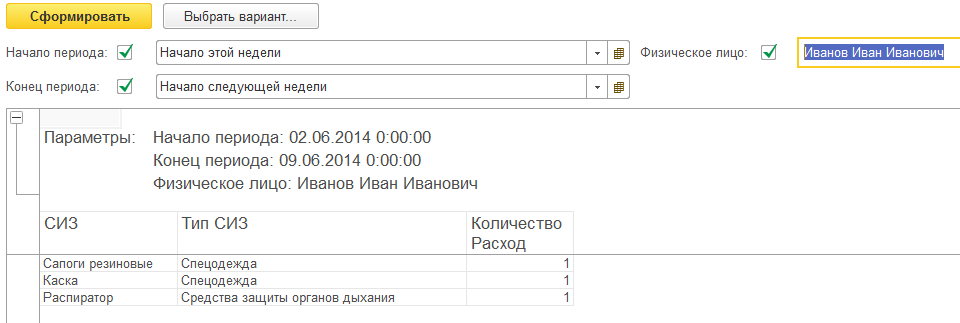 Сформировать Выбрать вариант...
Начало периода: Начало этой недели Физическое лицо: Иванов Иван Иванович
Конец периода: Начало следующей недели
Параметры: Начало периода: 02.06.2014 0:00:00
Конец периода: 09.06.2014 0:00:00
Физическое лицо: Иванов Иван Иванович
СИЗ Тип СИЗ Количество
Расход
Сапоги резиновые Спецодежда 1
Каска Спецодежда 1
Распиратор Средства защиты органов дыхания 1